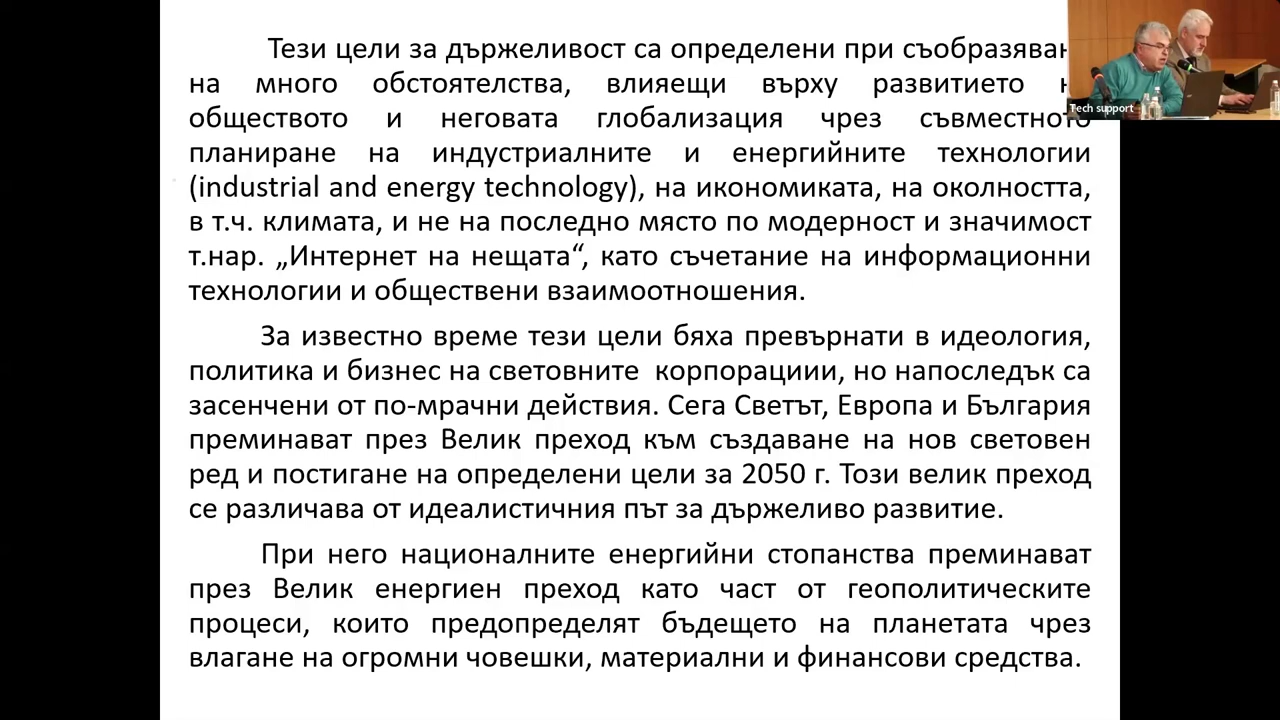 Тези цели за държеливост са определени при съобразяван
на много обстоятелства, влияещи върху развитието
обществото и неговата глобализация чрез съвместното
планиране на индустриалните и енергийните технологии
(industrial and energy technology), на икономиката, на околността,
в т.ч. климата, и не на последно място по модерност и значимост
т.нар. „Интернет на нещата“, като съчетание на информационни
технологии и обществени взаимоотношения.
За известно време тези цели бяха превърнати в идеология,
политика и бизнес на световните корпорациии, но напоследък са
засенчени от по-мрачни действия. Сега Светът, Европа и България
преминават през Велик преход към създаване на нов световен
ред и постигане на определени цели за 2050 г. Този велик преход
се различава от идеалистичния път за държеливо развитие.
При него националните енергийни стопанства преминават
през Велик енергиен преход като част от геополитическите
процеси, които предопределят бъдещето на планетата чрез
влагане на огромни човешки, материални и финансови средства.
Tech support